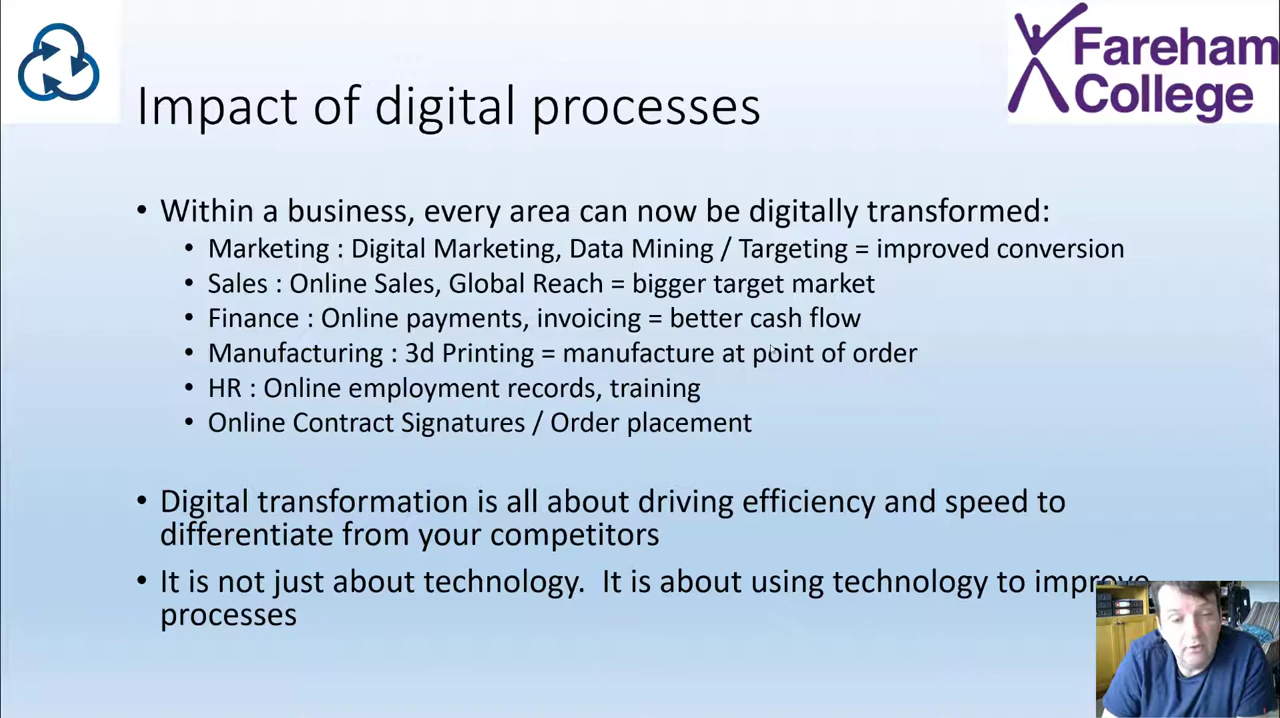 Fareham
College
Impact of digital processes
• Within a business, every area can now be digitally transformed:
• Marketing : Digital Marketing, Data Mining / Targeting = improved conversion
• Sales : Online Sales, Global Reach = bigger target market
• Finance : Online payments, invoicing = better cash flow
• Manufacturing : 3d Printing = manufacture at point of order
• HR : Online employment records, training
• Online Contract Signatures / Order placement
• Digital transformation is all about driving efficiency and speed to
differentiate from your competitors
• It is not just about technology.  It is about using technology to improve
processes